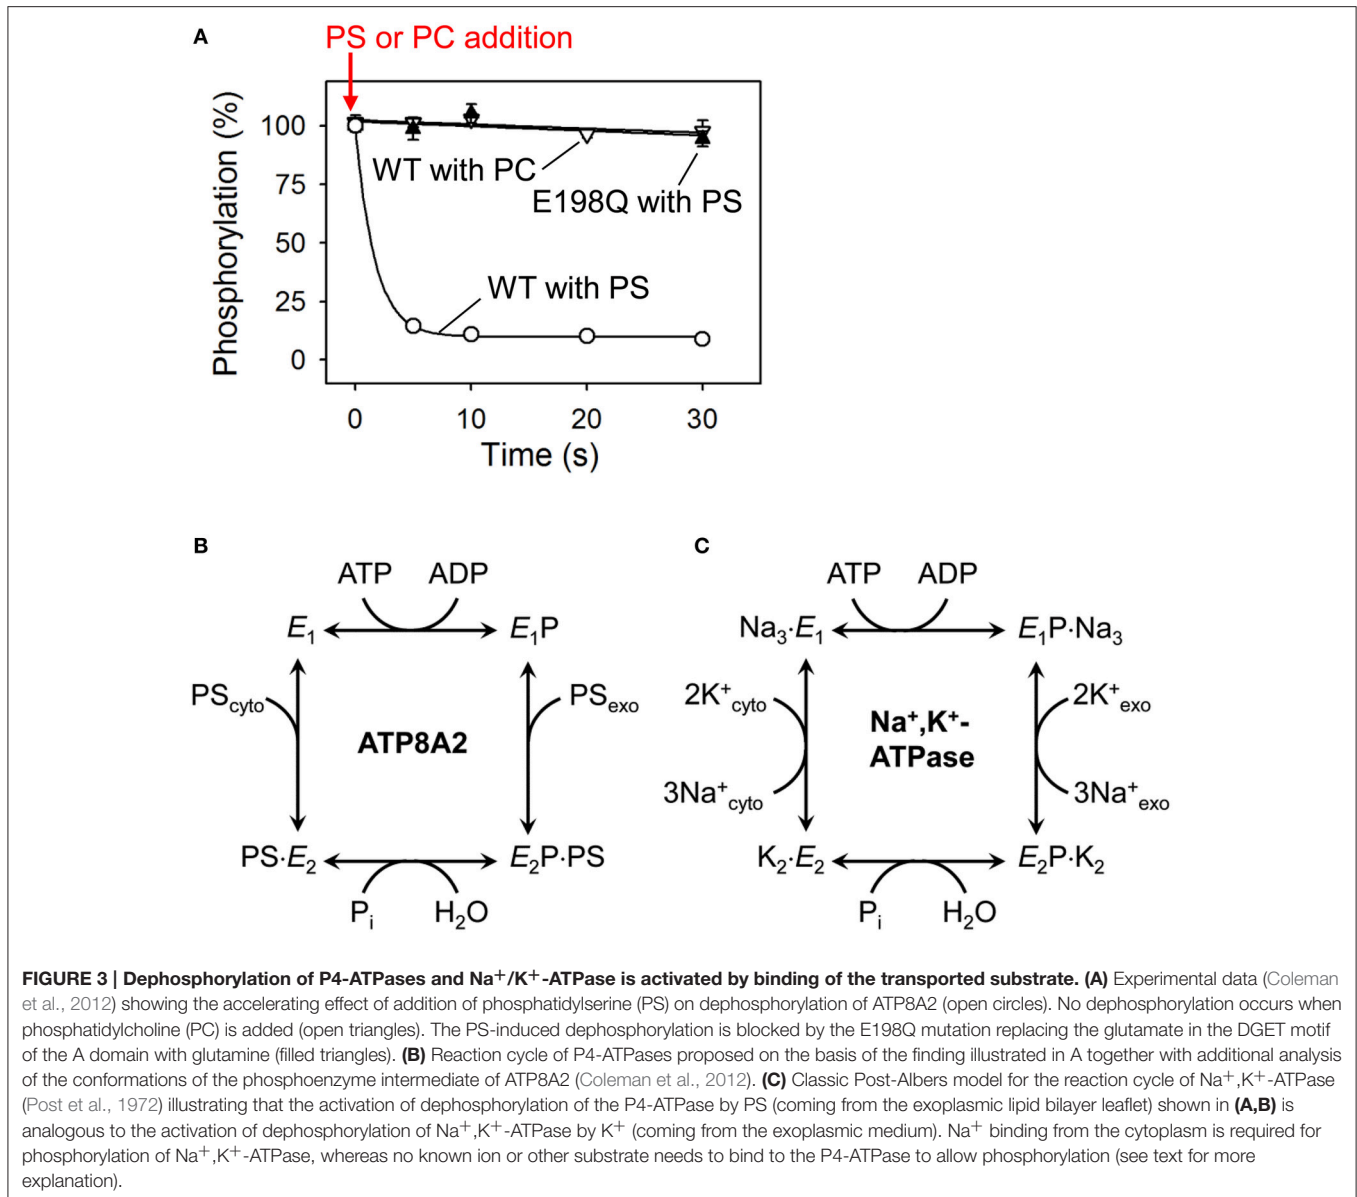 A
PS or PC addition
Phosphorylation (%)
100
75
50
25
0
WT with PC
E198Q with PS
WT with PS
0 10 20 30
Time (s)
B
ATP ADP
E1 E1P
PScyto PSexo
ATP8A2
PS·E2 E2P·PS
Pi H2O
C
ATP ADP
Na3·E1 E1P·Na3
2K+cyto 2K+exo
Na+,K+-
ATPase
3Na+cyto 3Na+exo
K2·E2 E2P·K2
Pi H2O
FIGURE 3 | Dephosphorylation of P4-ATPases and Na+/K+-ATPase is activated by binding of the transported substrate. (A) Experimental data (Coleman
et al., 2012) showing the accelerating effect of addition of phosphatidylserine (PS) on dephosphorylation of ATP8A2 (open circles). No dephosphorylation occurs when
phosphatidylcholine (PC) is added (open triangles). The PS-induced dephosphorylation is blocked by the E198Q mutation replacing the glutamate in the DGET motif
of the A domain with glutamine (filled triangles). (B) Reaction cycle of P4-ATPases proposed on the basis of the finding illustrated in A together with additional analysis
of the conformations of the phosphoenzyme intermediate of ATP8A2 (Coleman et al., 2012). (C) Classic Post-Albers model for the reaction cycle of Na+,K+-ATPase
(Post et al., 1972) illustrating that the activation of dephosphorylation of the P4-ATPase by PS (coming from the exoplasmic lipid bilayer leaflet) shown in (A,B) is
analogous to the activation of dephosphorylation of Na+,K+-ATPase by K+ (coming from the exoplasmic medium). Na+ binding from the cytoplasm is required for
phosphorylation of Na+,K+-ATPase, whereas no known ion or other substrate needs to bind to the P4-ATPase to allow phosphorylation (see text for more
explanation).